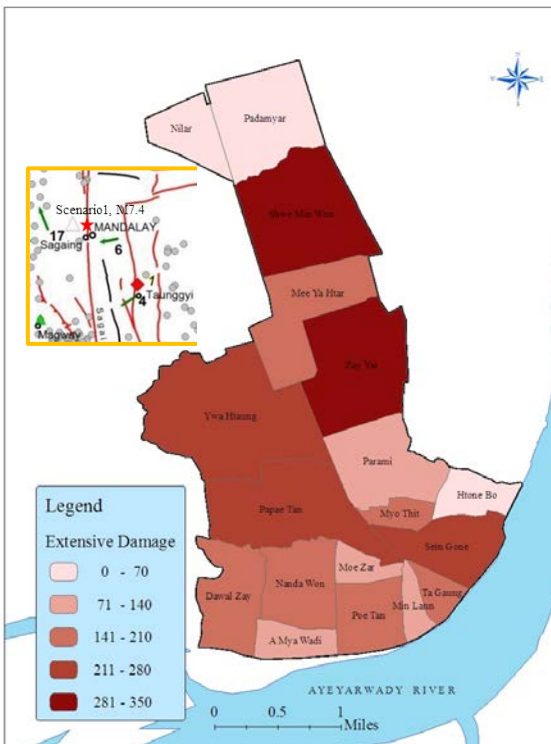 Nilar
Padamyar
Scenario1, M7.4
MANDALAY
17
Sagaing
6
1
4
Taunggyi
Sagai
Magway
Shwe Min Wun
Mee Ya Htar
Zay Yar
Ywa Htaung
Parami
Htone Bo
Myo Thit
Papae Tan
Sein Gone
Moe Zar
Nanda Won
Dawal Zay
Ta Gaung
Min Lann
Poe Tan
A Mya Wadi
Legend
Extensive Damage
0 - 70
71 - 140
141 - 210
211 - 280
281 - 350
AYEYARWADY RIVER
0 0.5 1
Miles